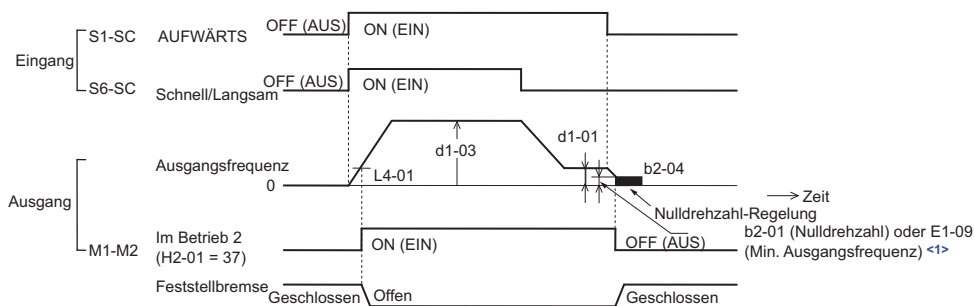 Eingang
S1-SC AUFWÄRTS OFF (AUS) ON (EIN)
S6-SC Schnell/Langsam OFF (AUS) ON (EIN)
Ausgang
Ausgangsfrequenz
0
L4-01
d1-03
d1-01
b2-04
Zeit
Nulldrehzahl-Regelung
b2-01 (Nulldrehzahl) oder E1-09
(Min. Ausgangsfrequenz) <1>
M1-M2 Im Betrieb 2
(H2-01 = 37)
ON (EIN) OFF (AUS)
Feststellbremse
Geschlossen Offen Geschlossen